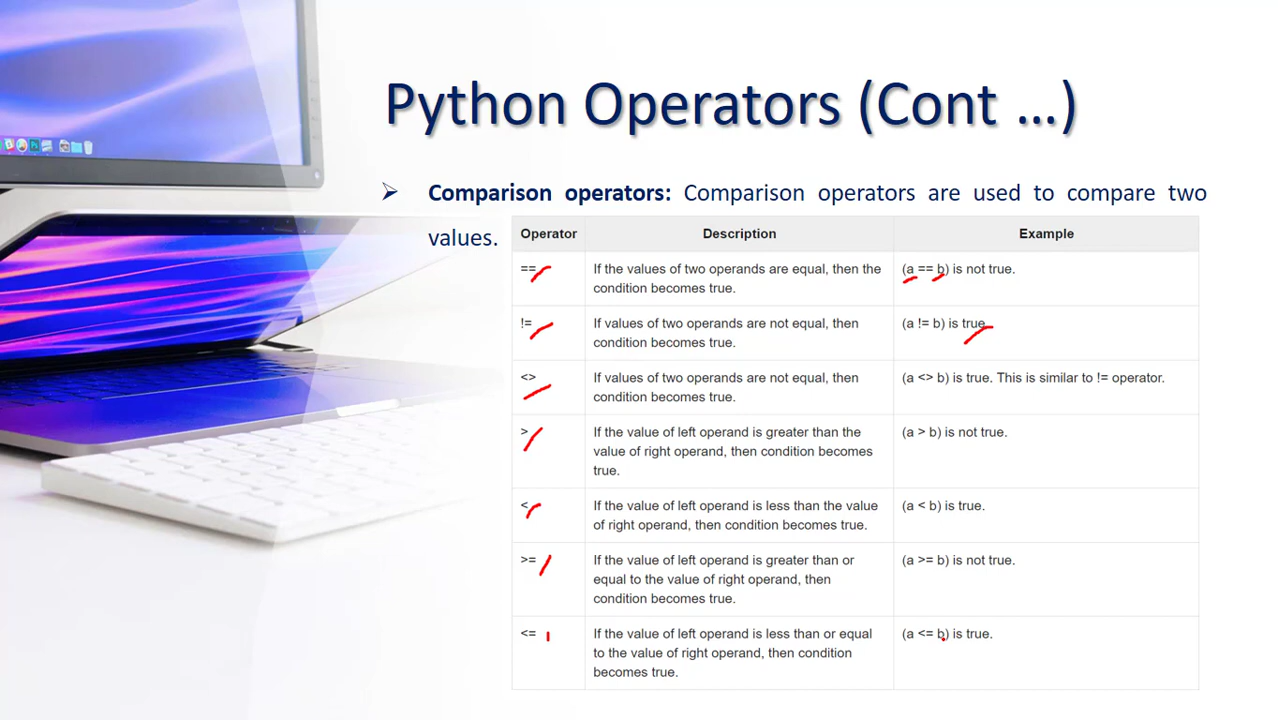 Python Operators (Cont ...)
➢ Comparison operators: Comparison operators are used to compare two
values.
Operator Description Example
== If the values of two operands are equal, then the (a == b) is not true.
condition becomes true.
!= If values of two operands are not equal, then (a != b) is true.
condition becomes true.
<> If values of two operands are not equal, then (a <> b) is true. This is similar to != operator.
condition becomes true.
> If the value of left operand is greater than the (a > b) is not true.
value of right operand, then condition becomes
true.
< If the value of left operand is less than the value (a < b) is true.
of right operand, then condition becomes true.
>= If the value of left operand is greater than or (a >= b) is not true.
equal to the value of right operand, then
condition becomes true.
<= If the value of left operand is less than or equal (a <= b) is true.
to the value of right operand, then condition
becomes true.